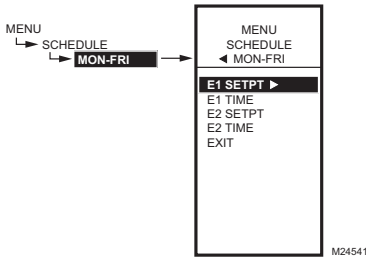 MENU
SCHEDULE
MON-FRI
MENU
SCHEDULE
◄ MON-FRI
E1 SETPT ►
E1 TIME
E2 SETPT
E2 TIME
EXIT
M24541